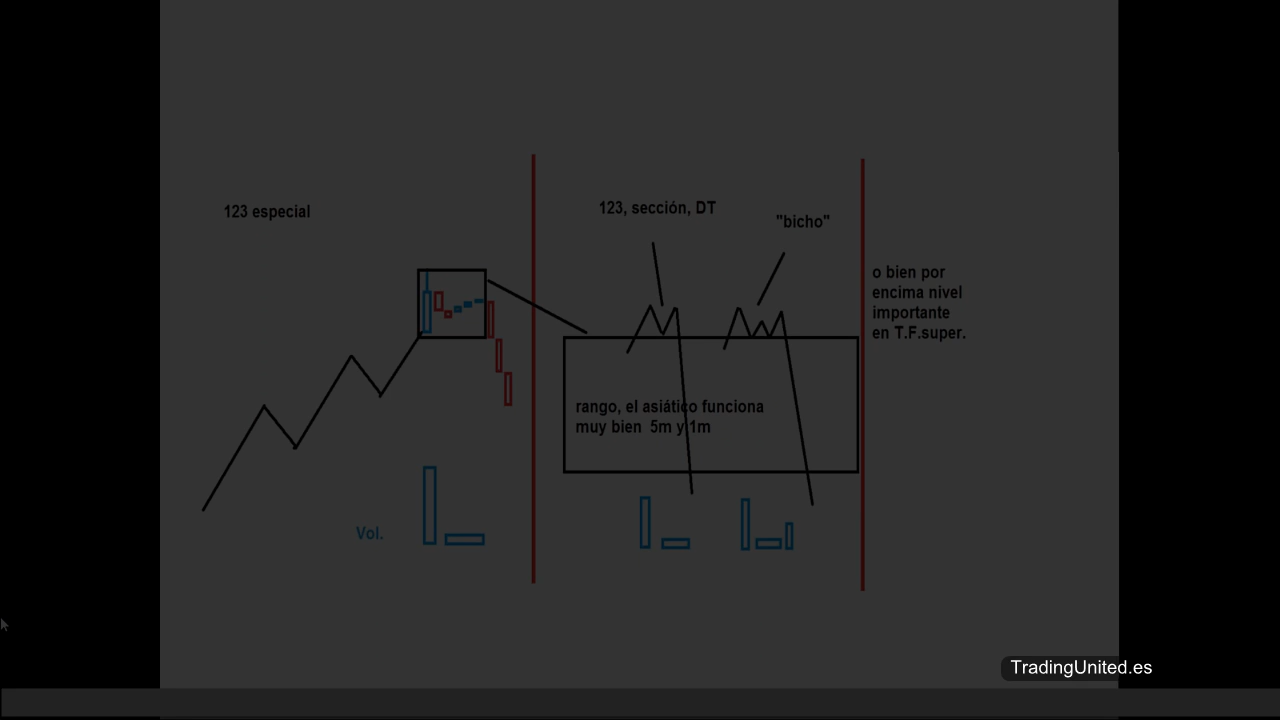 123 especial
123, sección, DT
"bicho"
o bien por
encima nivel
importante
en T.F.super.
rango, el asiático funciona
muy bien 5m y 1m
Vol.
TradingUnited.es